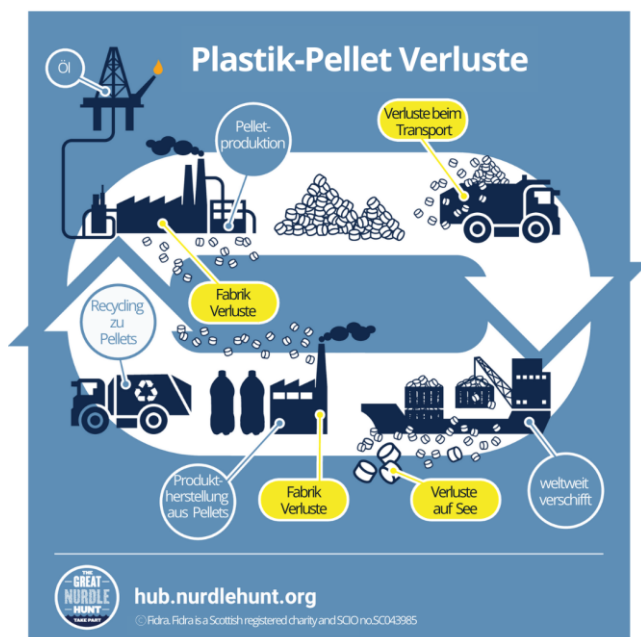 Plastik-Pellet Verluste
Öl
Pellet-
produktion
Verluste beim
Transport
Fabrik
Verluste
Recycling
zu
Pellets
Produkt-
herstellung
aus Pellets
Fabrik
Verluste
Verluste
auf See
weltweit
verschifft
THE
GREAT
NURDLE
HUNT
TAKE PART
hub.nurdlehunt.org
© Fidra. Fidra is a Scottish registered charity and SCIO no.SC043985